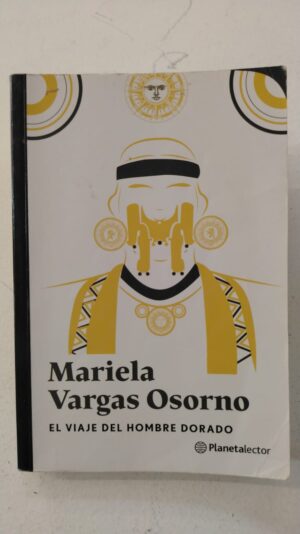 Mariela
Vargas Osorno
EL VIAJE DEL HOMBRE DORADO
Planetalector